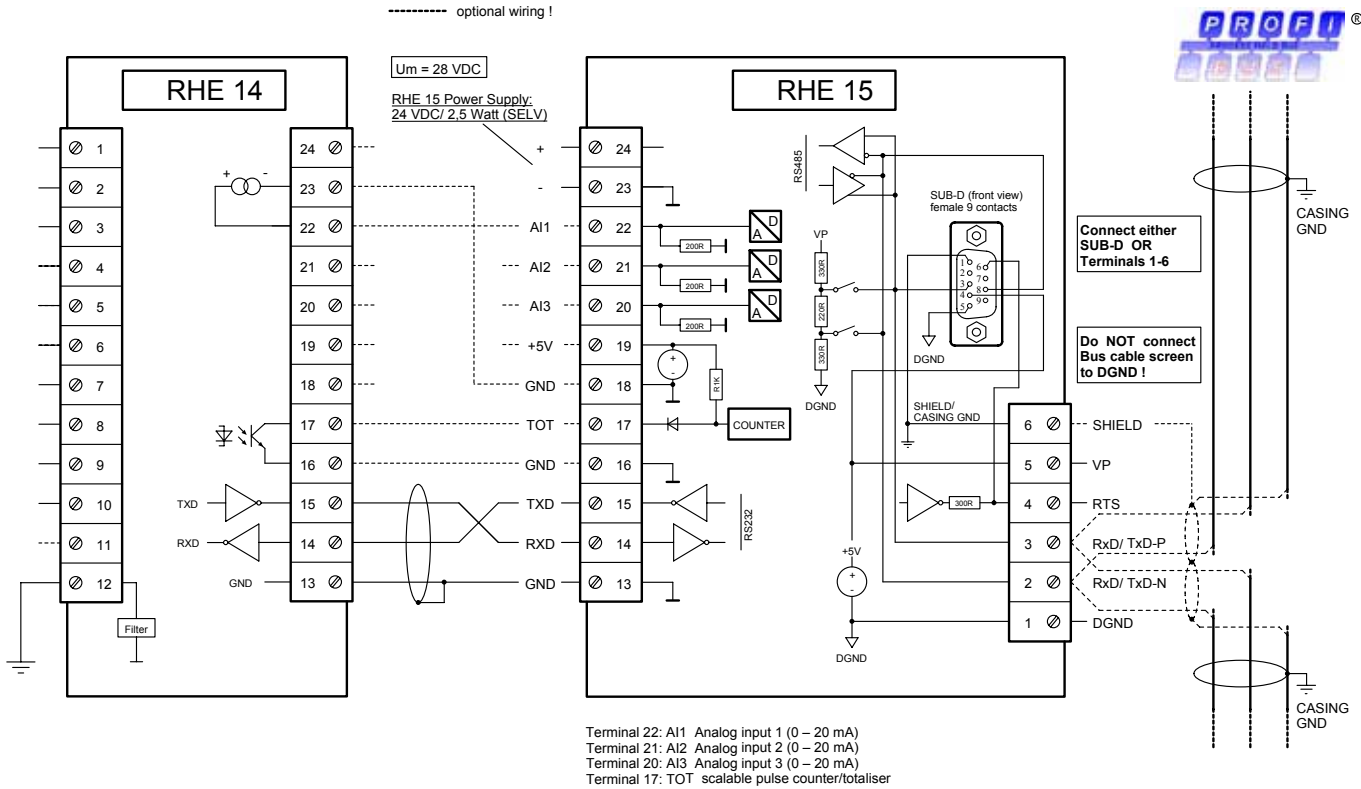 optional wiring !
PROFI ®
PROCESS FIELD BUS
BUS
RHE 14
Um = 28 VDC
RHE 15 Power Supply:
24 VDC/ 2,5 Watt (SELV)
RHE 15
1
2
3
4
5
6
7
8
9
10
11
12
Filter
+ -
TXD
RXD
GND
24
23
22
21
20
19
18
17
16
15
14
13
+
-
AI1
AI2
AI3
+5V
GND
TOT
GND
TXD
RXD
GND
24
23
22
21
20
19
18
17
16
15
14
13
200R
200R
200R
A D
A D
A D
+
-
R1K
COUNTER
RS232
RS485
VP
330R
220R
330R
DGND
SUB-D (front view)
female 9 contacts
1
2
3
4
5
6
7
8
9
DGND
SHIELD/
CASING GND
300R
+5V
+
-
DGND
6
5
4
3
2
1
SHIELD
VP
RTS
RxD/ TxD-P
RxD/ TxD-N
DGND
Connect either
SUB-D OR
Terminals 1-6
Do NOT connect
Bus cable screen
to DGND !
CASING
GND
CASING
GND
Terminal 22: AI1 Analog input 1 (0 – 20 mA)
Terminal 21: AI2 Analog input 2 (0 – 20 mA)
Terminal 20: AI3 Analog input 3 (0 – 20 mA)
Terminal 17: TOT scalable pulse counter/totaliser